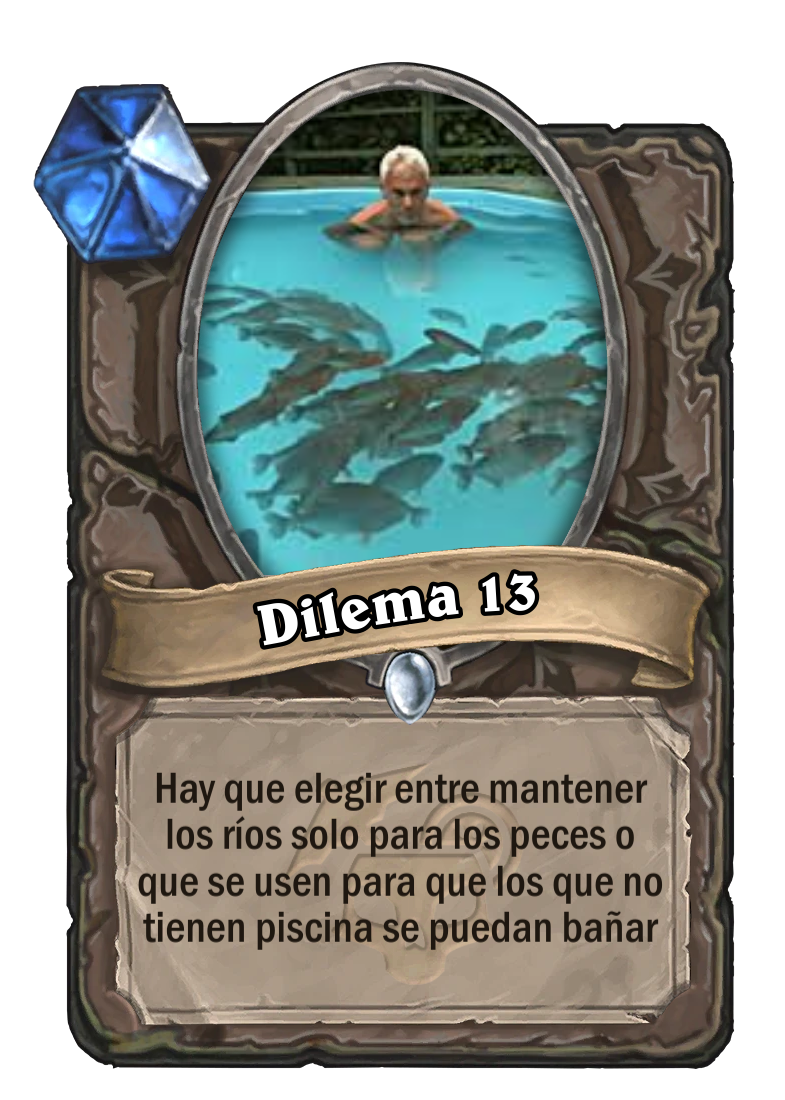 Dilema 13
Hay que elegir entre mantener
los ríos solo para los peces o
que se usen para que los que no
tienen piscina se puedan bañar